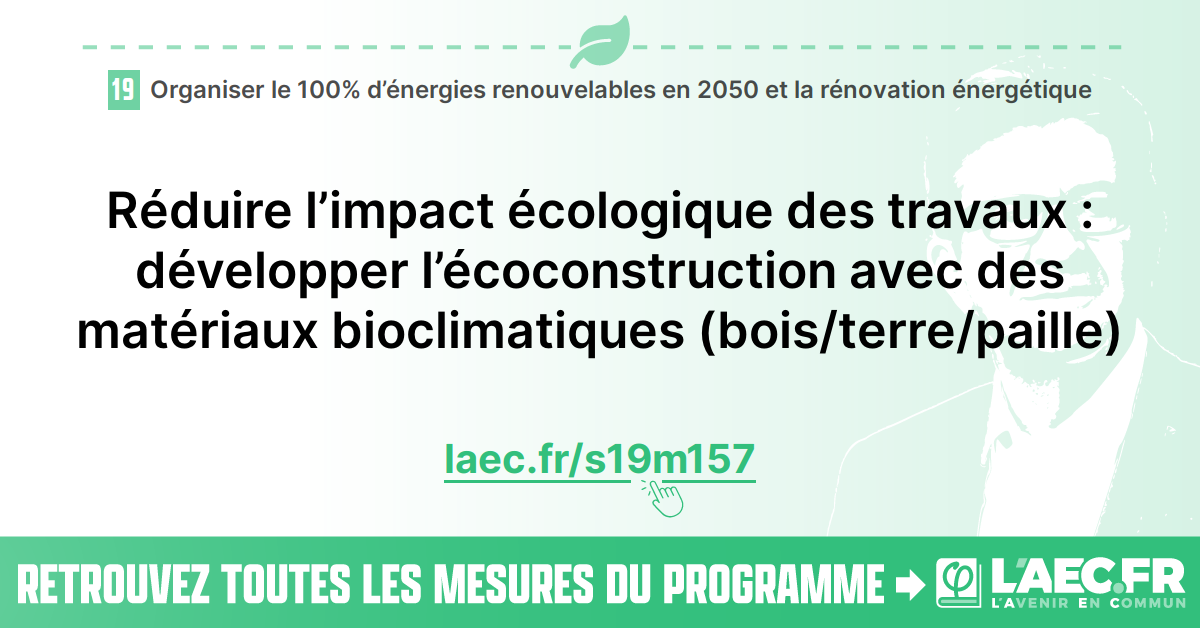 19 Organiser le 100% d’énergies renouvelables en 2050 et la rénovation énergétique
Réduire l’impact écologique des travaux :
développer l’écoconstruction avec des
matériaux bioclimatiques (bois/terre/paille)
laec.fr/s19m157
RETROUVEZ TOUTES LES MESURES DU PROGRAMME
φ L'AEC.FR
L'AVENIR EN COMMUN